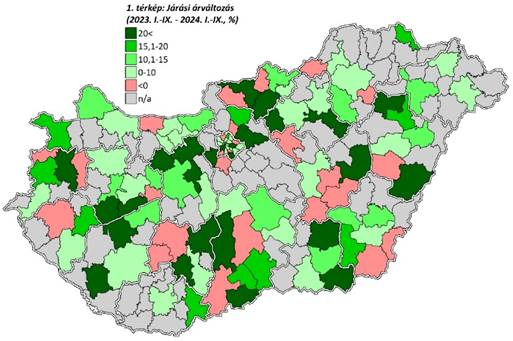 1. térkép: Járási árváltozás
(2023. I.-IX. - 2024. I.-IX., %)
20<
15,1-20
10,1-15
0-10
<0
n/a